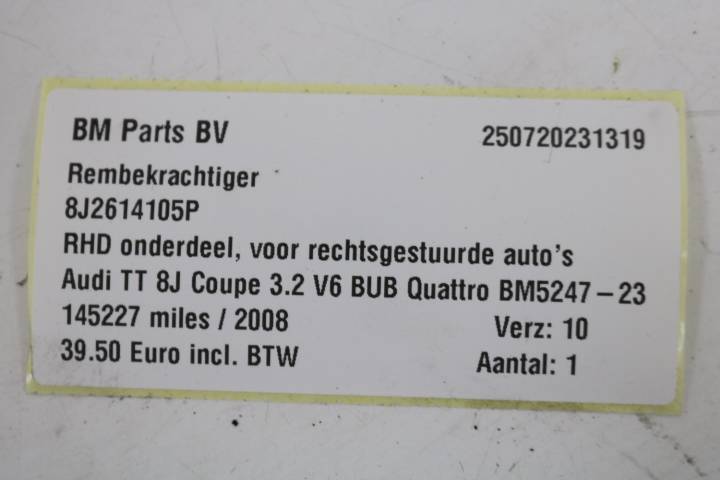 BM Parts BV 250720231319
Rembekrachtiger
8J2614105P
RHD onderdeel, voor rechtsgestuurde auto's
Audi TT 8J Coupe 3.2 V6 BUB Quattro BM5247-23
145227 miles / 2008 Verz: 10
39.50 Euro incl. BTW Aantal: 1